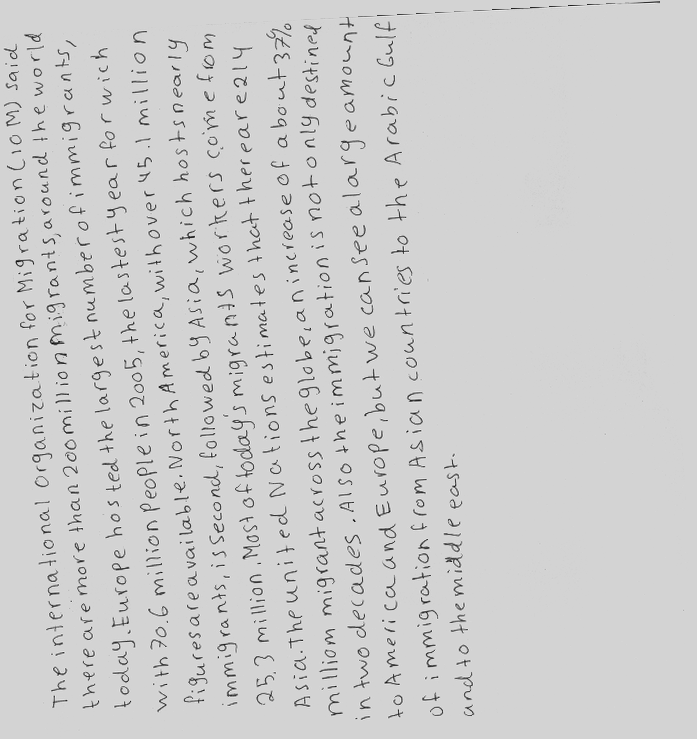 The international Organization for Migration (IOM) said
there are more than 200 million migrants, around the world
today. Europe hosted the largest number of immigrants,
with 70.6 million People in 2005, the lastest year for wich
figures are available. North America, with over 45.1 million
immigrants, is second, followed by Asia, which hosts nearly
25.3 million. Most of today's migrants workers come from
Asia. The united Nations estimates that there are 214
milliom migrant across the globe, an increase of about 37%
in two decades. Also the immigration is not only destined
to America and Europe, but we can see a large amount
of immigration from Asian countries to the Arabic Gulf
and to the middle east.